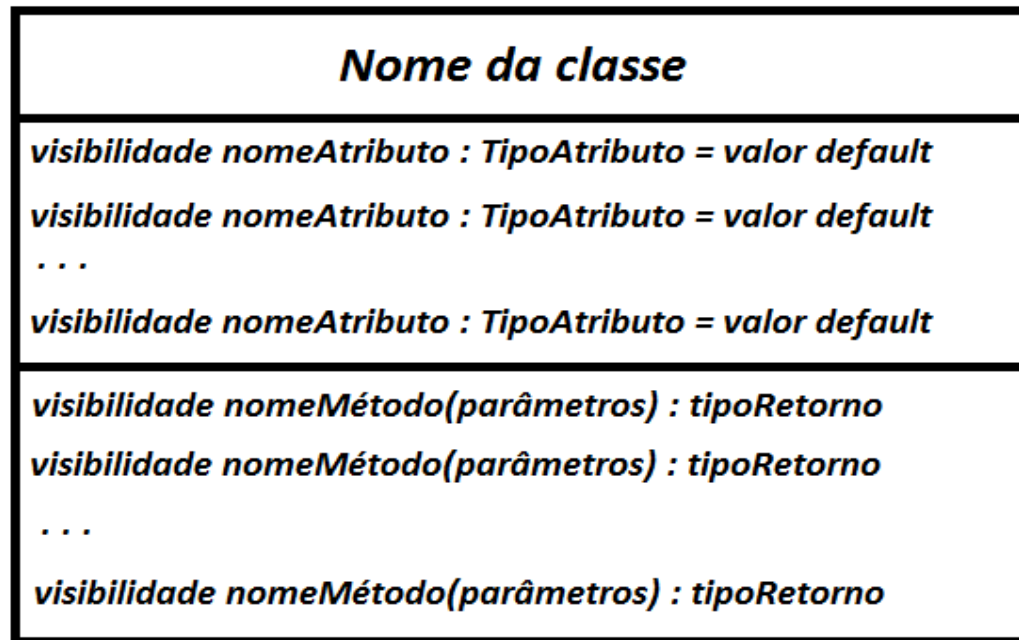 Nome da classe
visibilidade nomeAtributo : TipoAtributo = valor default
visibilidade nomeAtributo : TipoAtributo = valor default
. . .
visibilidade nomeAtributo : TipoAtributo = valor default
visibilidade nomeMétodo(parâmetros) : tipoRetorno
visibilidade nomeMétodo(parâmetros) : tipoRetorno
. . .
visibilidade nomeMétodo(parâmetros) : tipoRetorno